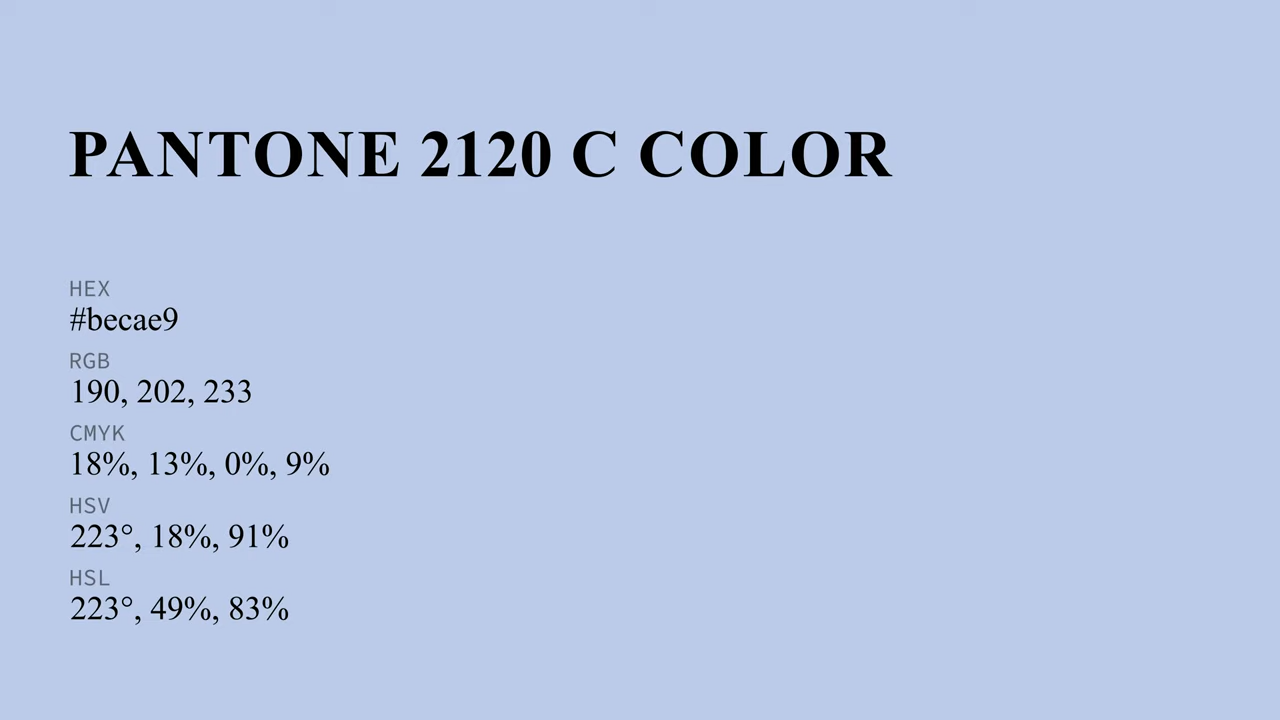 PANTONE 2120 C COLOR
HEX
#becae9
RGB
190, 202, 233
CMYK
18%, 13%, 0%, 9%
HSV
223°, 18%, 91%
HSL
223°, 49%, 83%